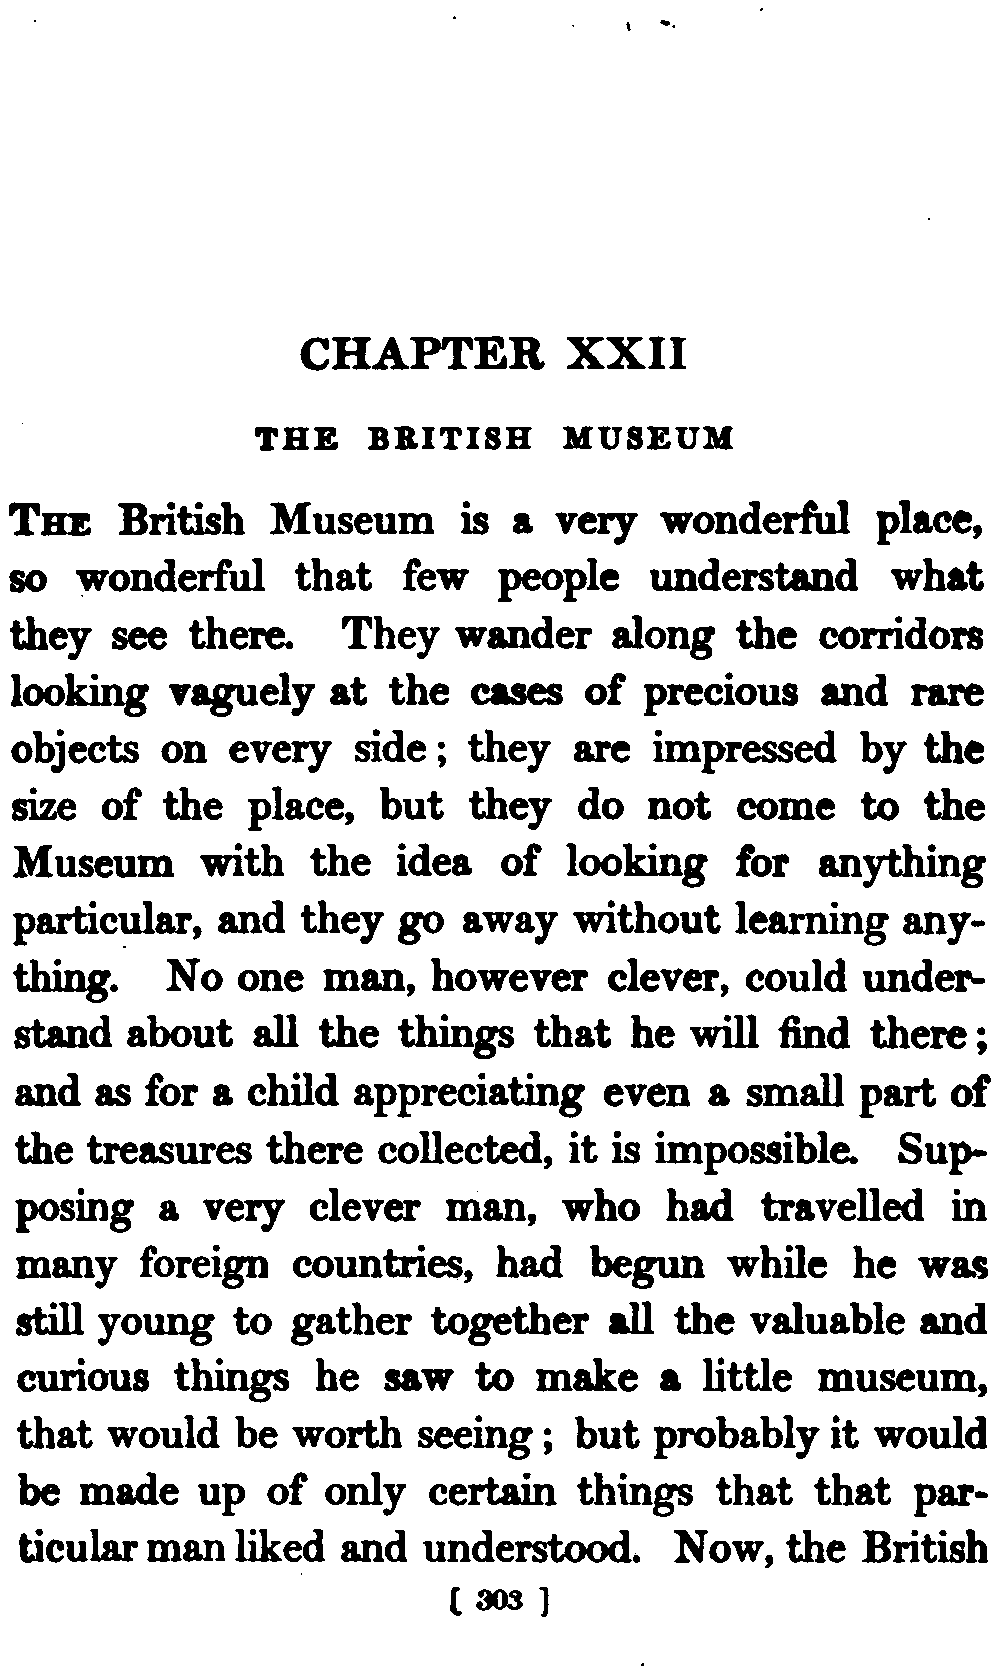 CHAPTER XXII
THE BRITISH MUSEUM
THE British Museum is a very wonderful place,
so wonderful that few people understand what
they see there. They wander along the corridors
looking vaguely at the cases of precious and rare
objects on every side; they are impressed by the
size of the place, but they do not come to the
Museum with the idea of looking for anything
particular, and they go away without learning any-
thing. No one man, however clever, could under-
stand about all the things that he will find there;
and as for a child appreciating even a small part of
the treasures there collected, it is impossible. Sup-
posing a very clever man, who had travelled in
many foreign countries, had begun while he was
still young to gather together all the valuable and
curious things he saw to make a little museum,
that would be worth seeing; but probably it would
be made up of only certain things that that par-
ticular man liked and understood. Now, the British
[ 303 ]